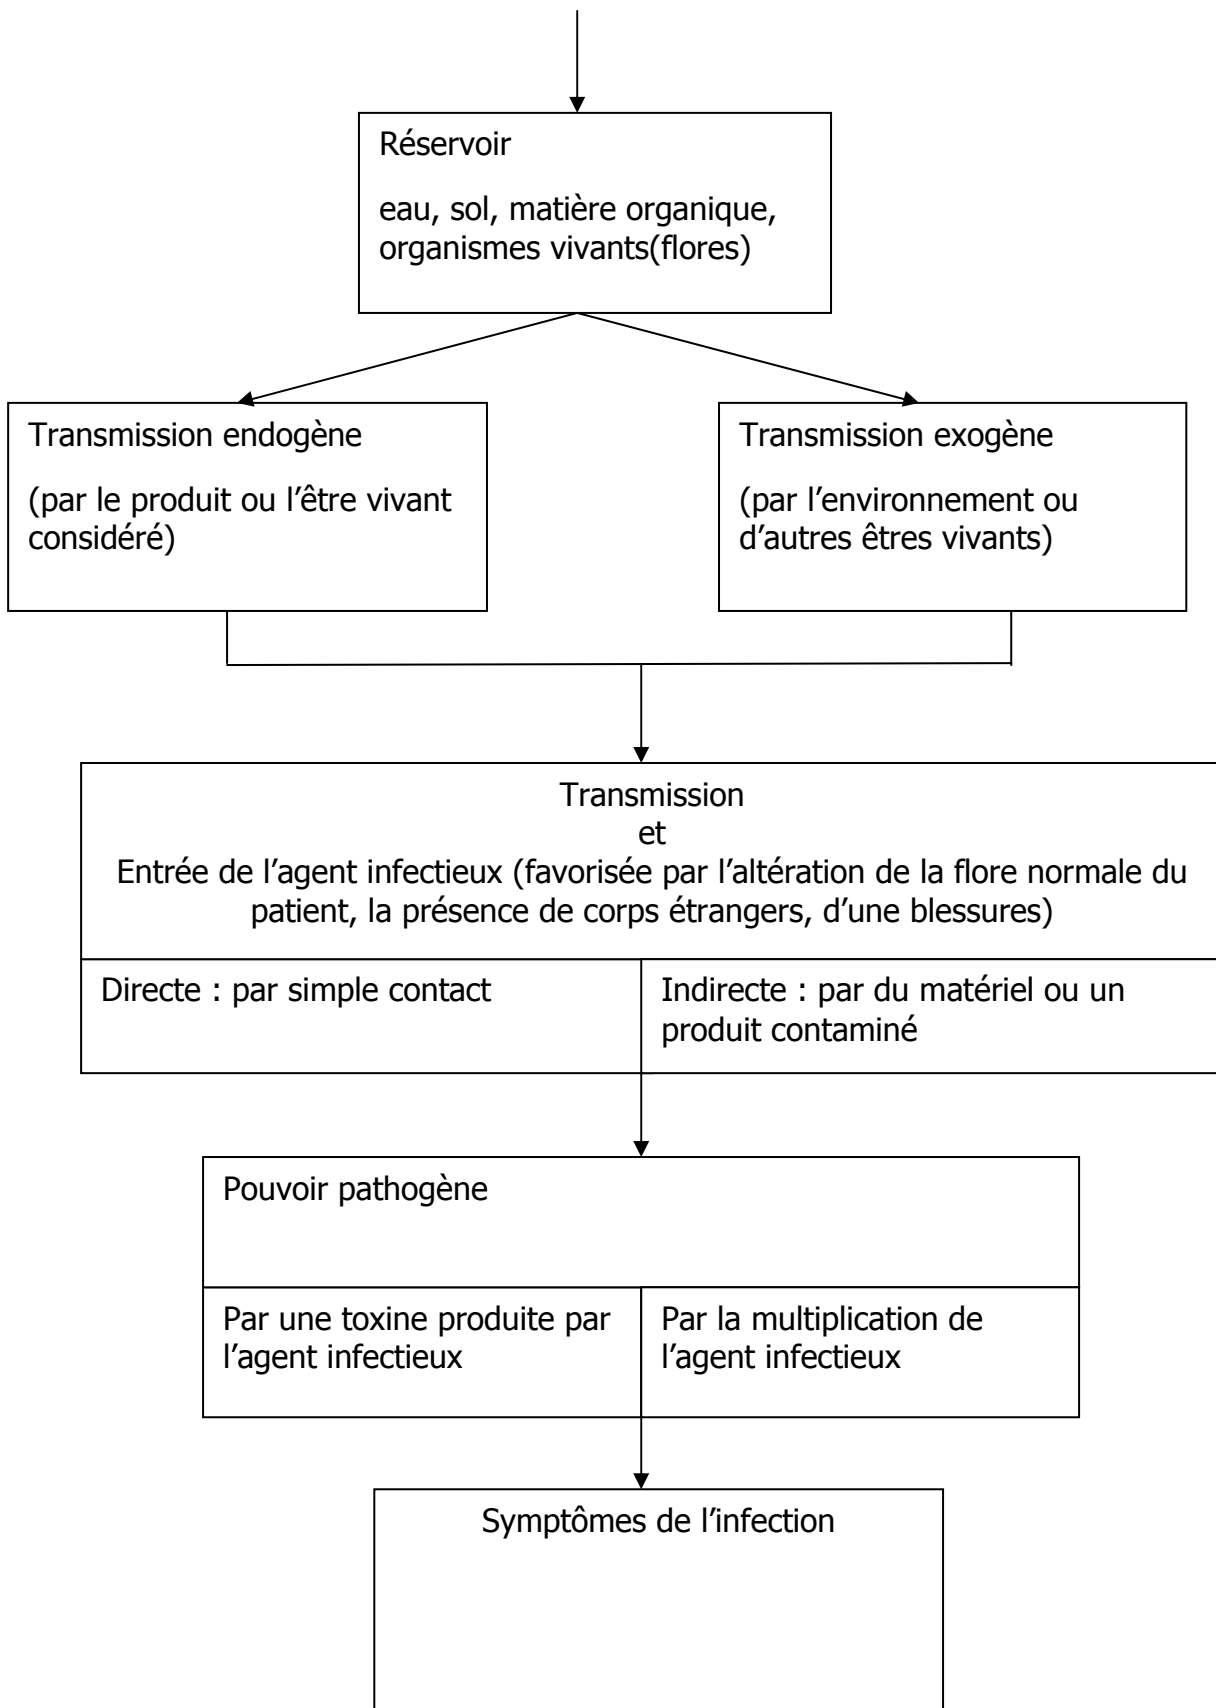 Réservoir
eau, sol, matière organique,
organismes vivants(flores)
Transmission endogène
(par le produit ou l'être vivant
considéré)
Transmission exogène
(par l'environnement ou
d'autres êtres vivants)
Transmission
et
Entrée de l'agent infectieux (favorisée par l'altération de la flore normale du
patient, la présence de corps étrangers, d'une blessures)
Directe : par simple contact
Indirecte : par du matériel ou un
produit contaminé
Pouvoir pathogène
Par une toxine produite par
l'agent infectieux
Par la multiplication de
l'agent infectieux
Symptômes de l'infection